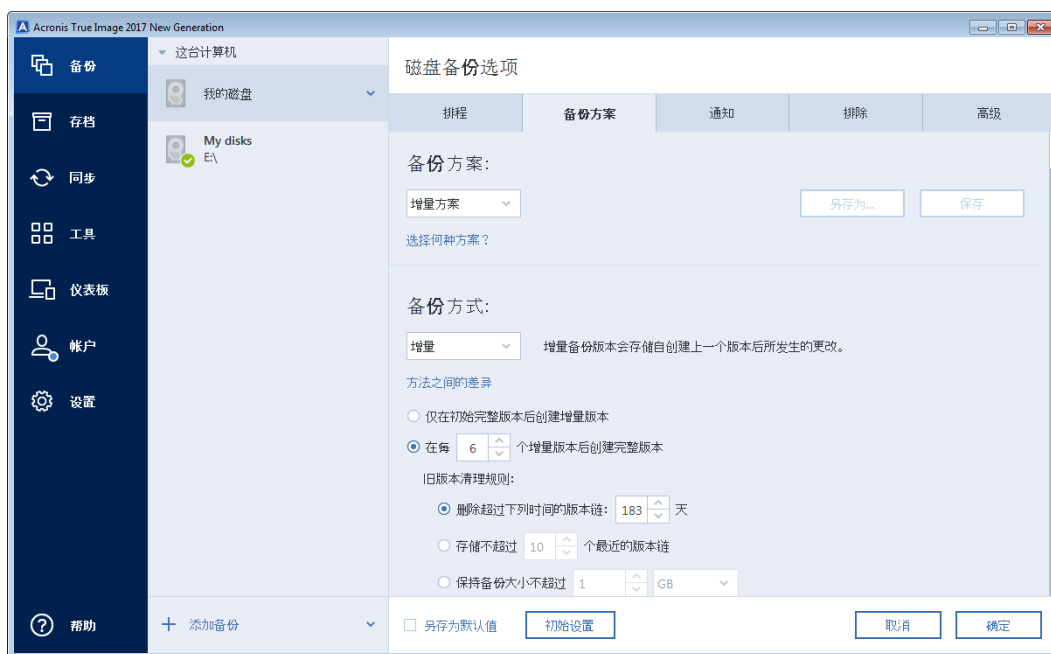 Acronis True Image 2017 New Generation
备份
存档
同步
工具
仪表板
帐户
设置
帮助
这台计算机
我的磁盘
My disks
E:\
添加备份
磁盘备份选项
排程 备份方案 通知 排除 高级
备份方案:
增量方案 另存为... 保存
选择何种方案？
备份方式:
增量 增量备份版本会存储自创建上一个版本后所发生的更改。
方法之间的差异
仅在初始完整版本后创建增量版本
在每 6 个增量版本后创建完整版本
旧版本清理规则:
删除超过下列时间的版本链: 183 天
存储不超过 10 个最近的版本链
保持备份大小不超过 1 GB
另存为默认值 初始设置 取消 确定